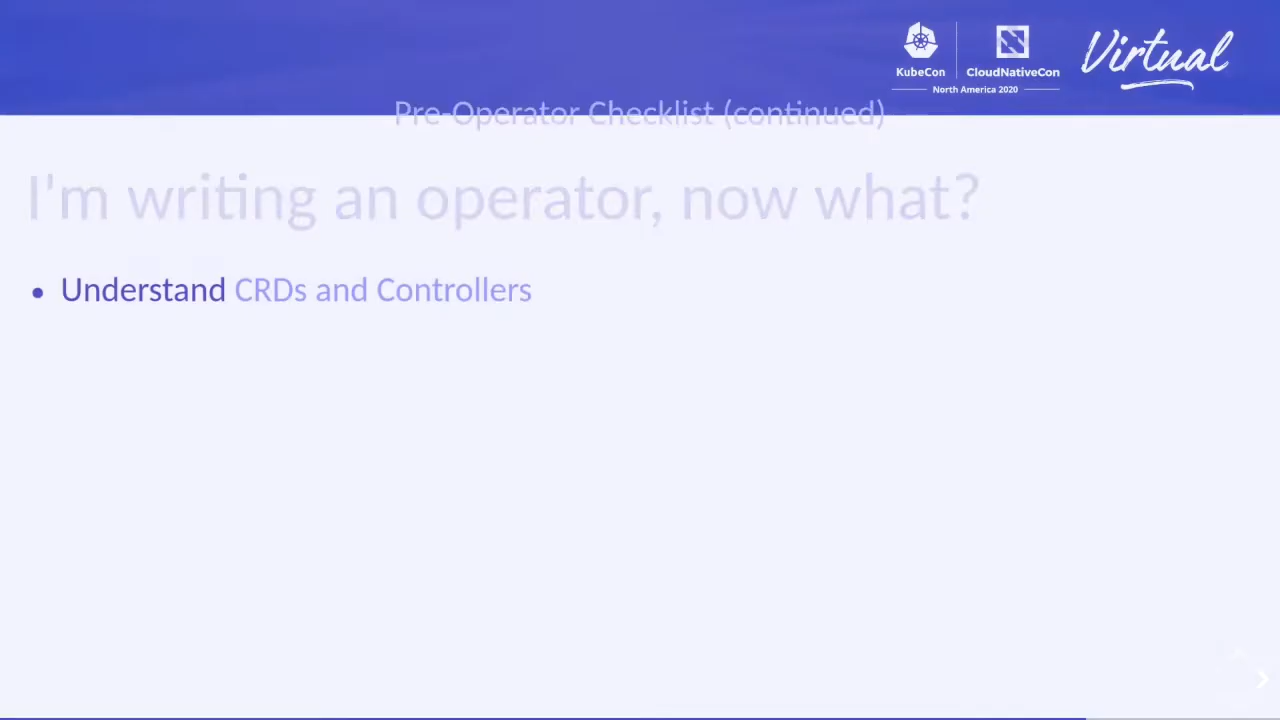 KubeCon
CloudNativeCon
North America 2020
Virtual
Pre-Operator Checklist (continued)
I'm writing an operator, now what?
• Understand CRDs and Controllers